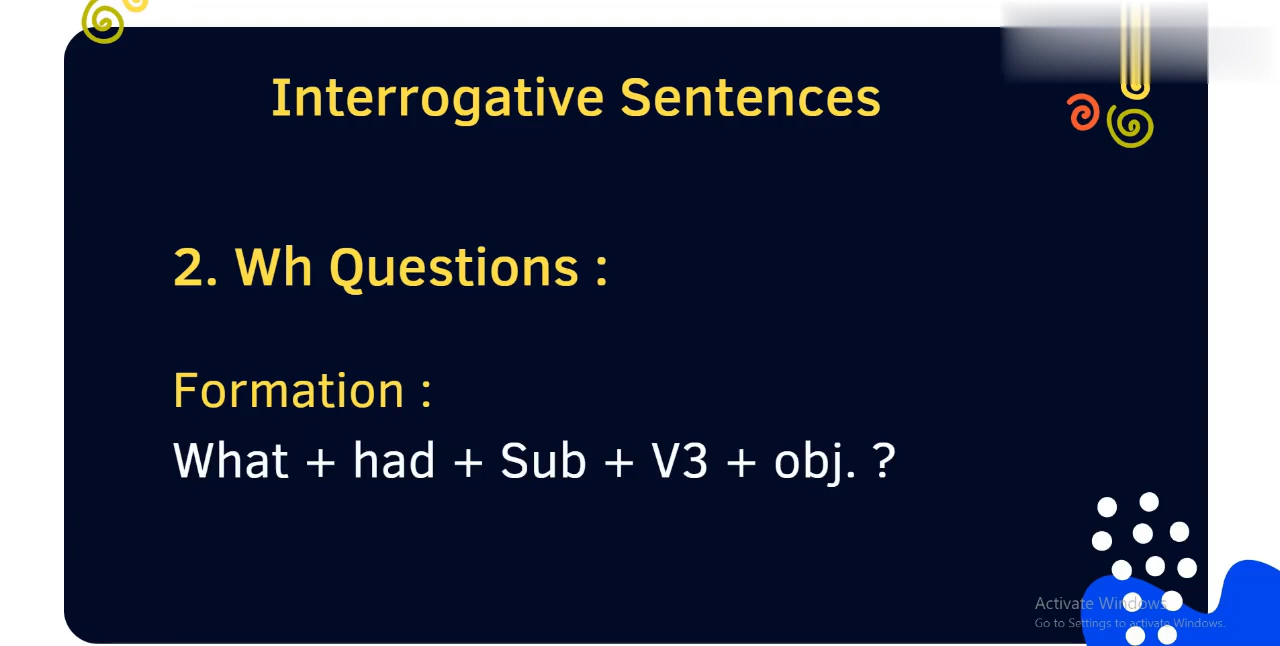 Interrogative Sentences
2. Wh Questions :
Formation :
What + had + Sub + V3 + obj. ?
Activate Windows
Go to Settings to activate Windows.